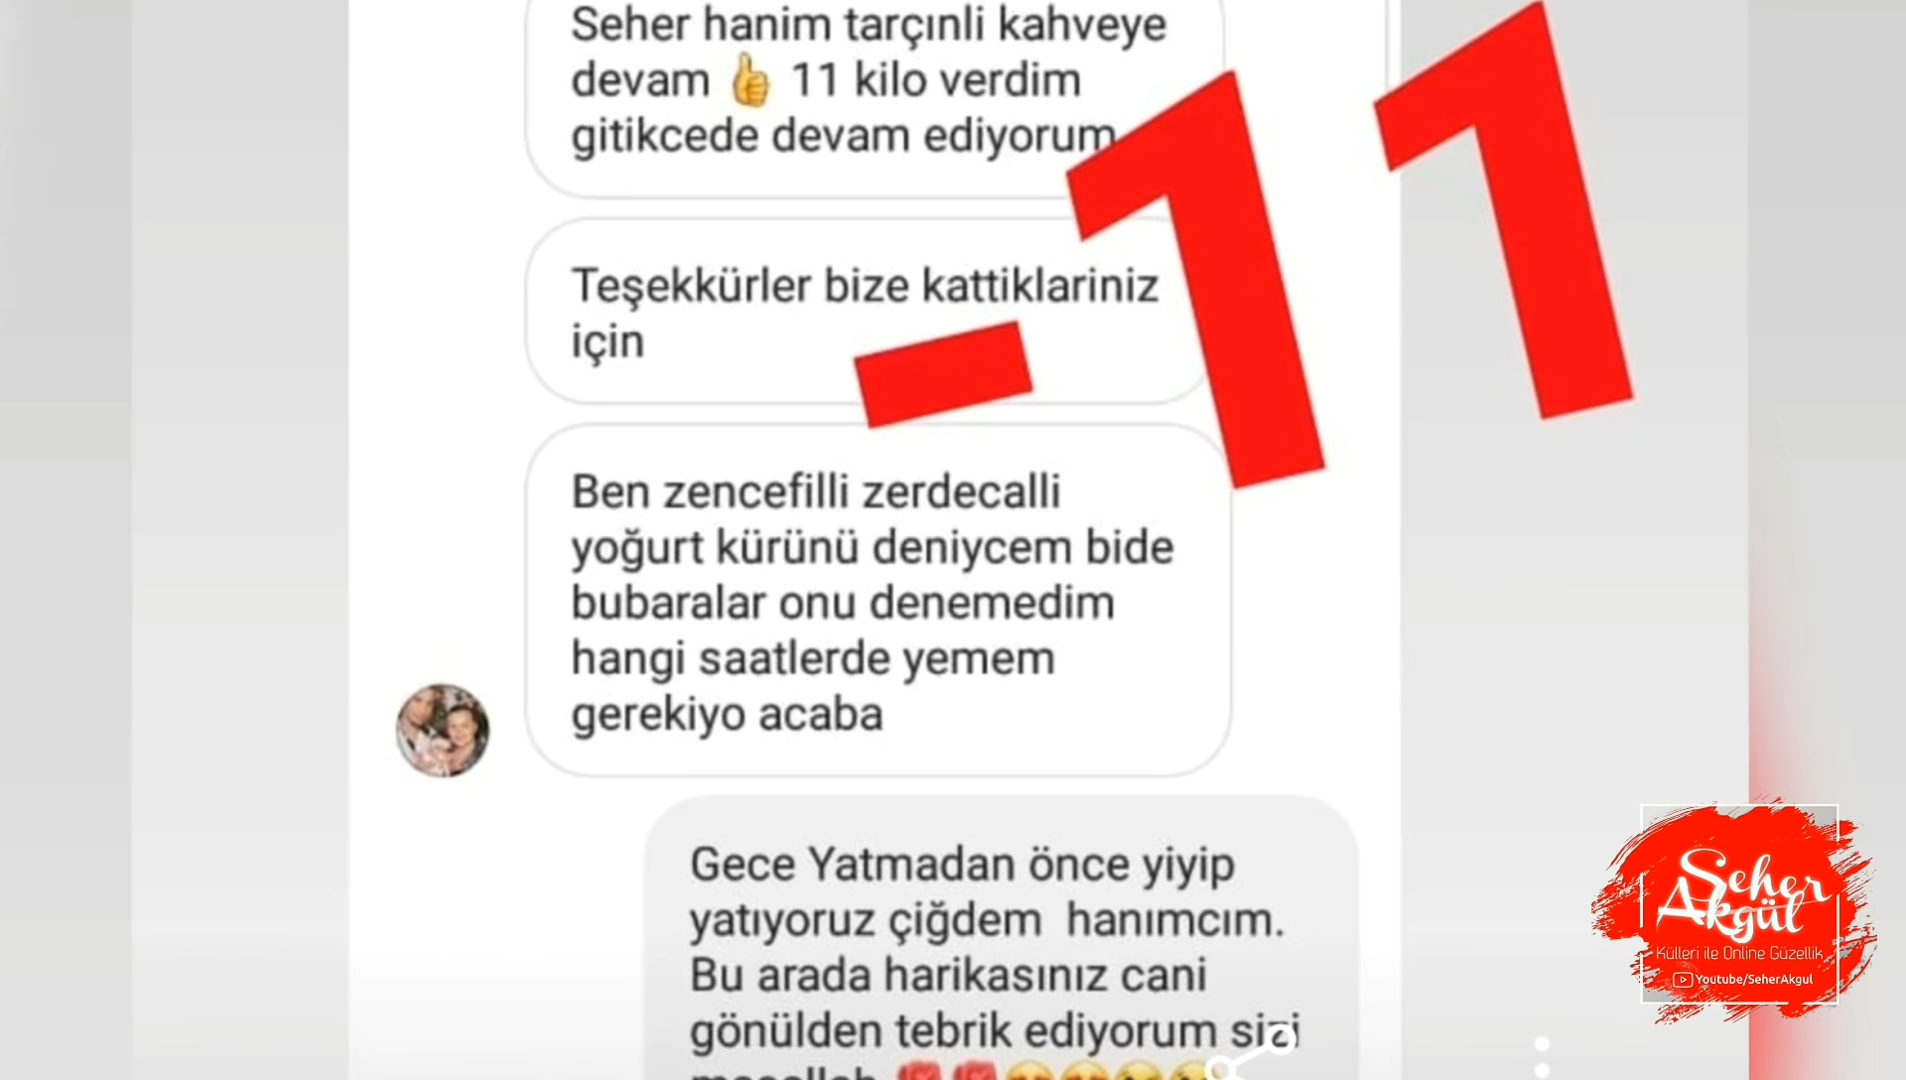 Seher hanim tarçınli kahveye
devam 👍 11 kilo verdim
gitikcede devam ediyorum
-11
Teşekkürler bize kattiklariniz
için
Ben zencefilli zerdecalli
yoğurt kürünü deniycem bide
bubaralar onu denemedim
hangi saatlerde yemem
gerekiyo acaba
Gece Yatmadan önce yiyip
yatıyoruz çiğdem hanımcım.
Bu arada harikasınız cani
gönülden tebrik ediyorum sizi
Seher
Akgül
Külleri ile Online Güzellik
Youtube/SeherAkgul